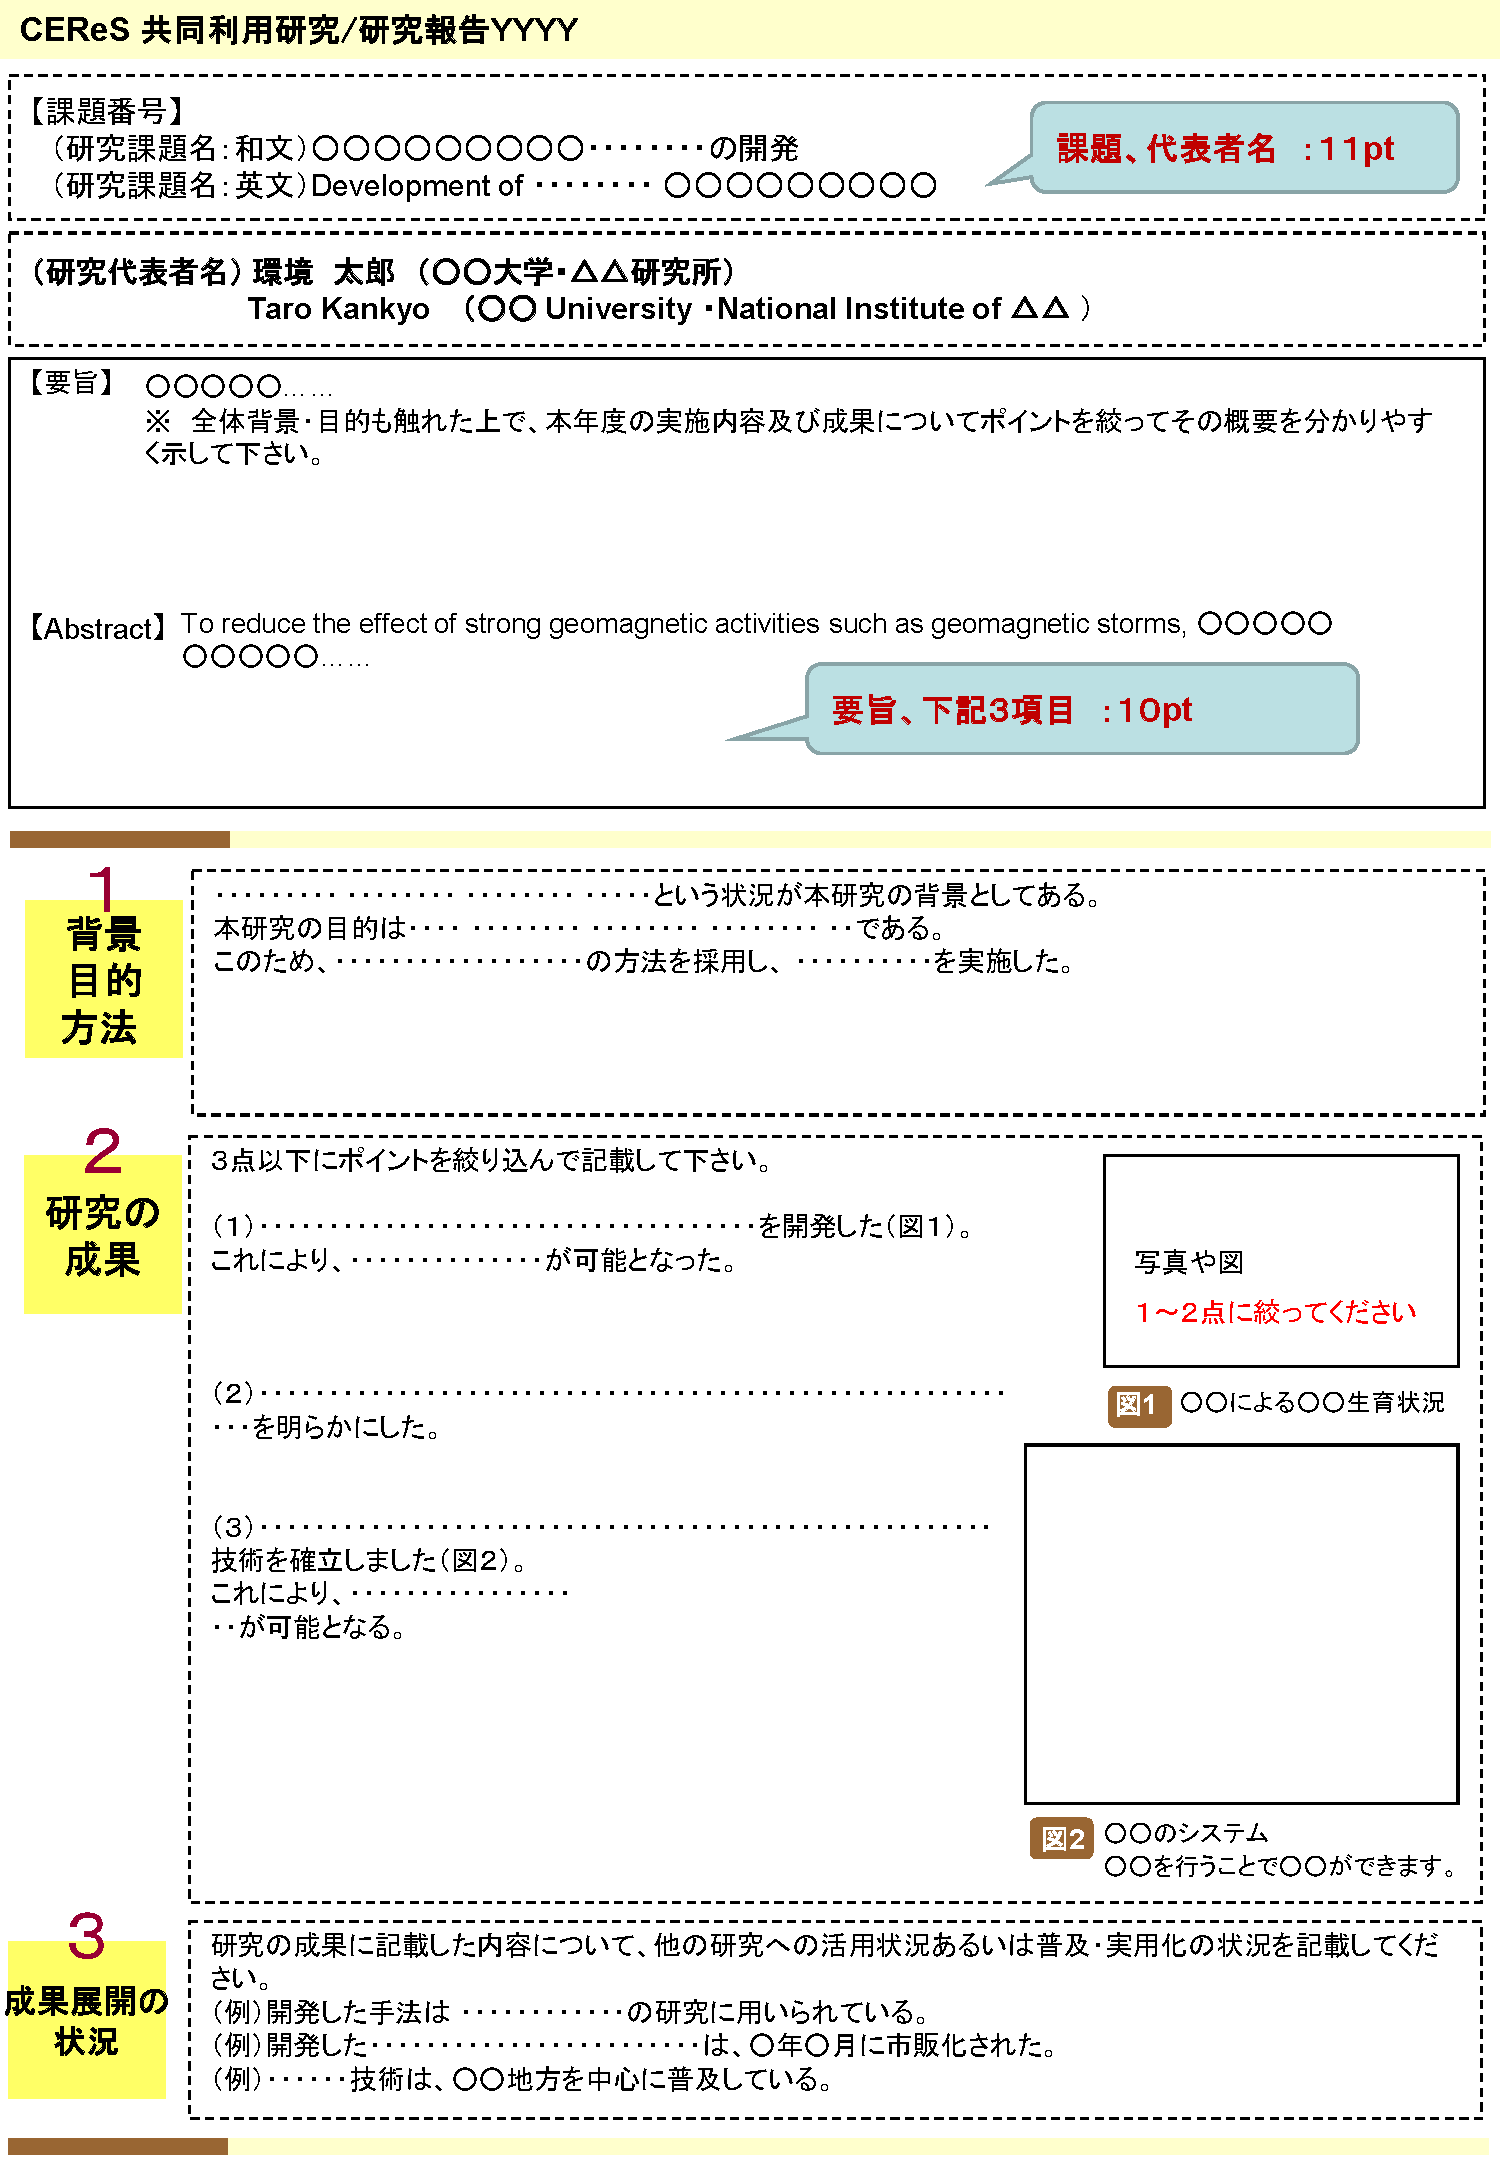 CEReS 共同利用研究/研究報告YYYY
【課題番号】
（研究課題名：和文）〇〇〇〇〇〇〇〇〇・・・・・・・・の開発
（研究課題名：英文）Development of ・・・・・・・・ 〇〇〇〇〇〇〇〇〇
課題、代表者名　：１１pt
（研究代表者名） 環境　太郎　（〇〇大学・△△研究所）
Taro Kankyo　（〇〇 University ・National Institute of △△ ）
【要旨】　〇〇〇〇〇……
※　全体背景・目的も触れた上で、本年度の実施内容及び成果についてポイントを絞ってその概要を分かりやす
く示して下さい。
【Abstract】 To reduce the effect of strong geomagnetic activities such as geomagnetic storms, 〇〇〇〇〇
〇〇〇〇〇……
要旨、下記３項目　：１０pt
１
背景
目的
方法
・・・・・・・・・ ・・・・・・・・ ・・・・・・・・ ・・・・・という状況が本研究の背景としてある。
本研究の目的は・・・・ ・・・・・・・・ ・・・・・・・・ ・・・・・・・・ ・・である。
このため、・・・・・・・・・・・・・・・・・・の方法を採用し、 ・・・・・・・・・・を実施した。
２
研究の
成果
３点以下にポイントを絞り込んで記載して下さい。
（１）・・・・・・・・・・・・・・・・・・・・・・・・・・・・・・・・・・・・を開発した（図１）。
これにより、・・・・・・・・・・・・・・が可能となった。
（２）・・・・・・・・・・・・・・・・・・・・・・・・・・・・・・・・・・・・・・・・・・・・・・・・・・・・・・
・・・を明らかにした。
（３）・・・・・・・・・・・・・・・・・・・・・・・・・・・・・・・・・・・・・・・・・・・・・・・・・・・・・
技術を確立しました（図２）。
これにより、・・・・・・・・・・・・・・・・
・・が可能となる。
写真や図
１～２点に絞ってください
図1 〇〇による〇〇生育状況
図2 〇〇のシステム
〇〇を行うことで〇〇ができます。
３
成果展開の
状況
研究の成果に記載した内容について、他の研究への活用状況あるいは普及・実用化の状況を記載してくだ
さい。
（例）開発した手法は ・・・・・・・・・・・・の研究に用いられている。
（例）開発した・・・・・・・・・・・・・・・・・・・・・・・・は、〇年〇月に市販化された。
（例）・・・・・・技術は、〇〇地方を中心に普及している。